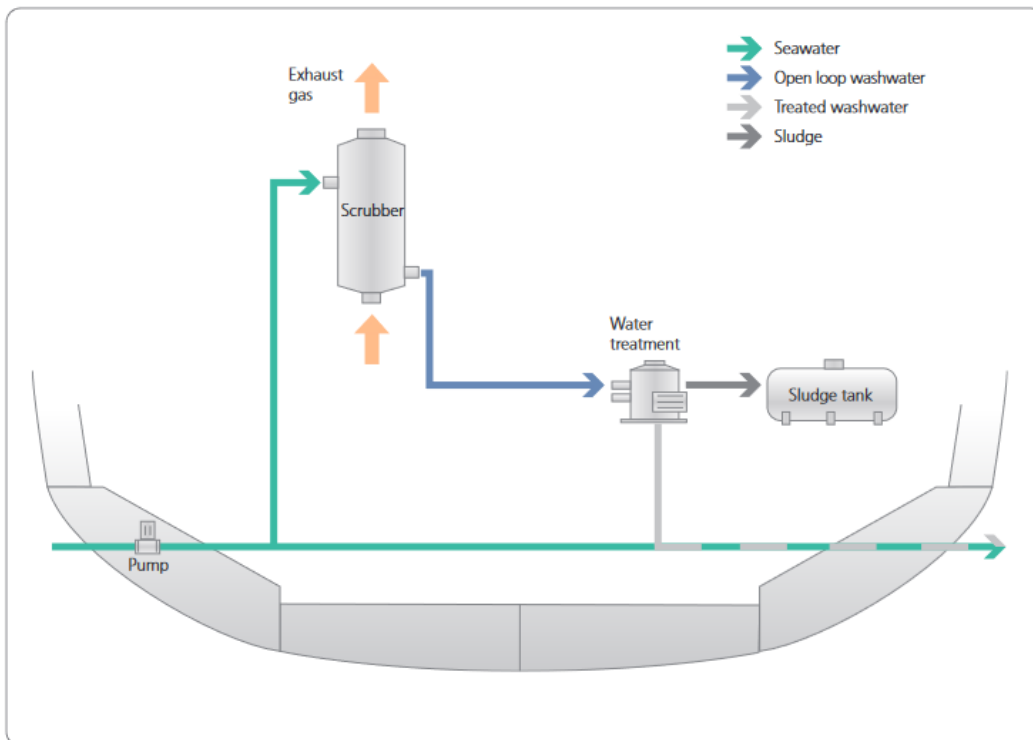 Seawater
Open loop washwater
Treated washwater
Sludge
Exhaust
gas
Scrubber
Water
treatment
Sludge tank
Pump